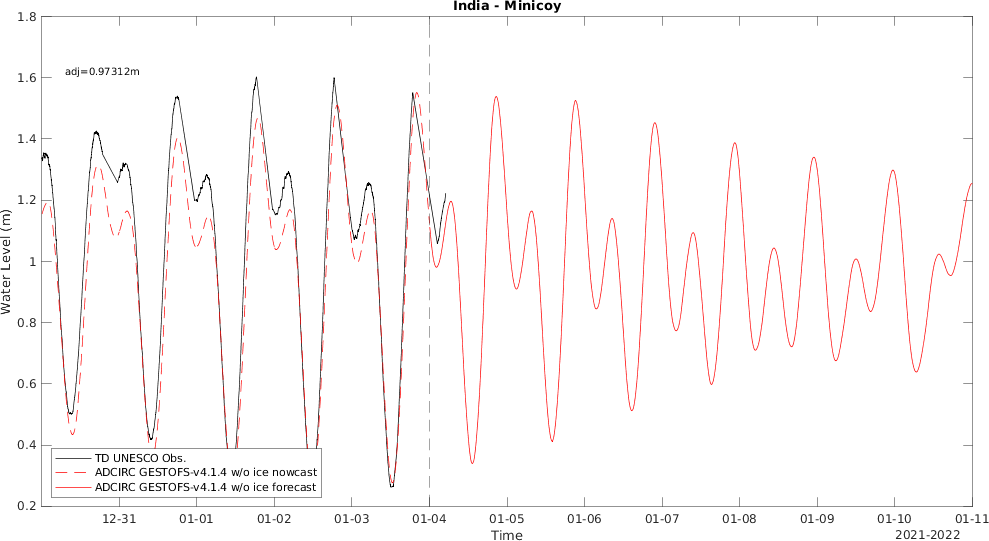 India - Minicoy
adj=0.97312m
Water Level (m)
1.8
1.6
1.4
1.2
1
0.8
0.6
0.4
0.2
TD UNESCO Obs.
ADCIRC GESTOFS-v4.1.4 w/o ice nowcast
ADCIRC GESTOFS-v4.1.4 w/o ice forecast
12-31 01-01 01-02 01-03 01-04 01-05 01-06 01-07 01-08 01-09 01-10 01-11
Time
2021-2022